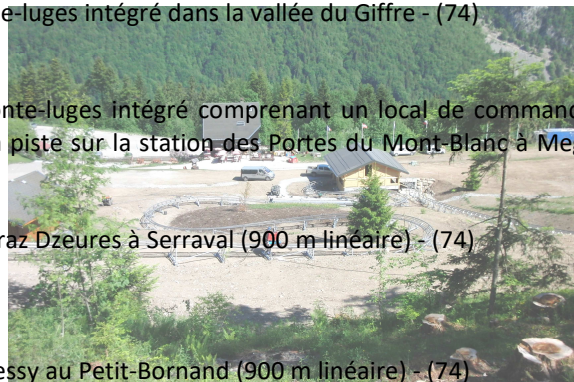 e-luges intégré dans la vallée du Giffre - (74)
onte-luges intégré comprenant un local de command
piste sur la station des Portes du Mont-Blanc à Me
raz Dzeures à Serraval (900 m linéaire) - (74)
essy au Petit-Bornand (900 m linéaire) - (74)